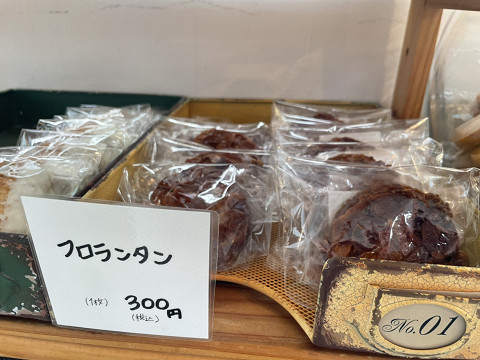 フロランタン
(1枚) 300円
(税込)
No.01